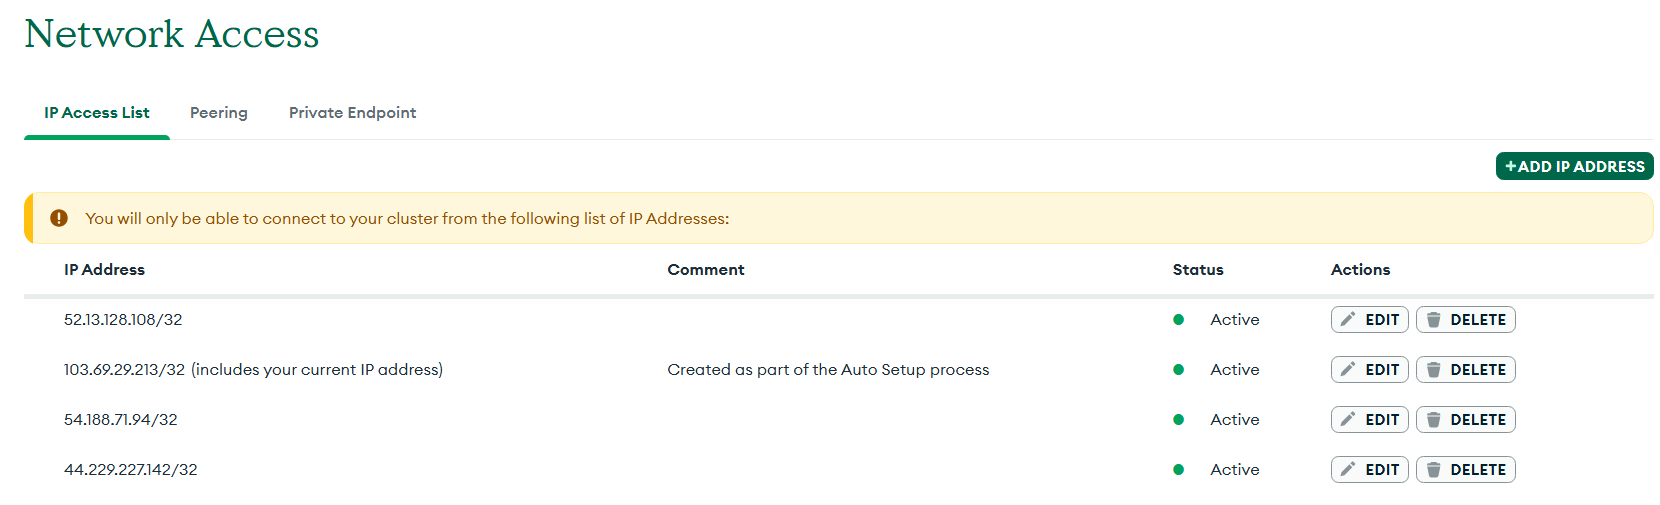 Network Access
IP Access List Peering Private Endpoint
+ADD IP ADDRESS
You will only be able to connect to your cluster from the following list of IP Addresses:
IP Address Comment Status Actions
52.13.128.108/32 Active EDIT DELETE
103.69.29.213/32 (includes your current IP address) Created as part of the Auto Setup process Active EDIT DELETE
54.188.71.94/32 Active EDIT DELETE
44.229.227.142/32 Active EDIT DELETE